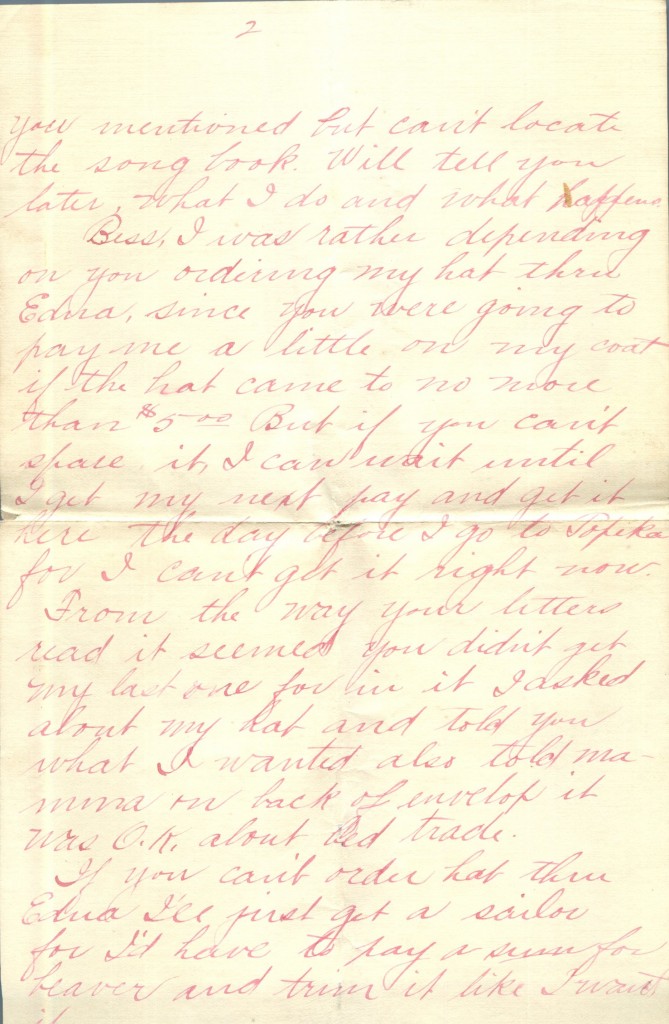 2
you mentioned but can't locate
the song book. Will tell you
later, what I do and what happens.
Bess, I was rather depending
on you ordering my hat thru
Edna, since you were going to
pay me a little on my coat
if the hat came to no more
than $5.00 But if you can't
spare it, I can wait until
I get my next pay and get it
here the day before I go to Topeka
for I can't get it right now.
From the way your letters
read it seemed you didn't get
my last one for in it I asked
about my hat and told you
what I wanted also told ma-
mma on back of envelop it
was O.K. about bed trade.
If you can't order hat thru
Edna I'll just get a sailor
for I'd have to pay a sum for
beaver and trim it like I want
it